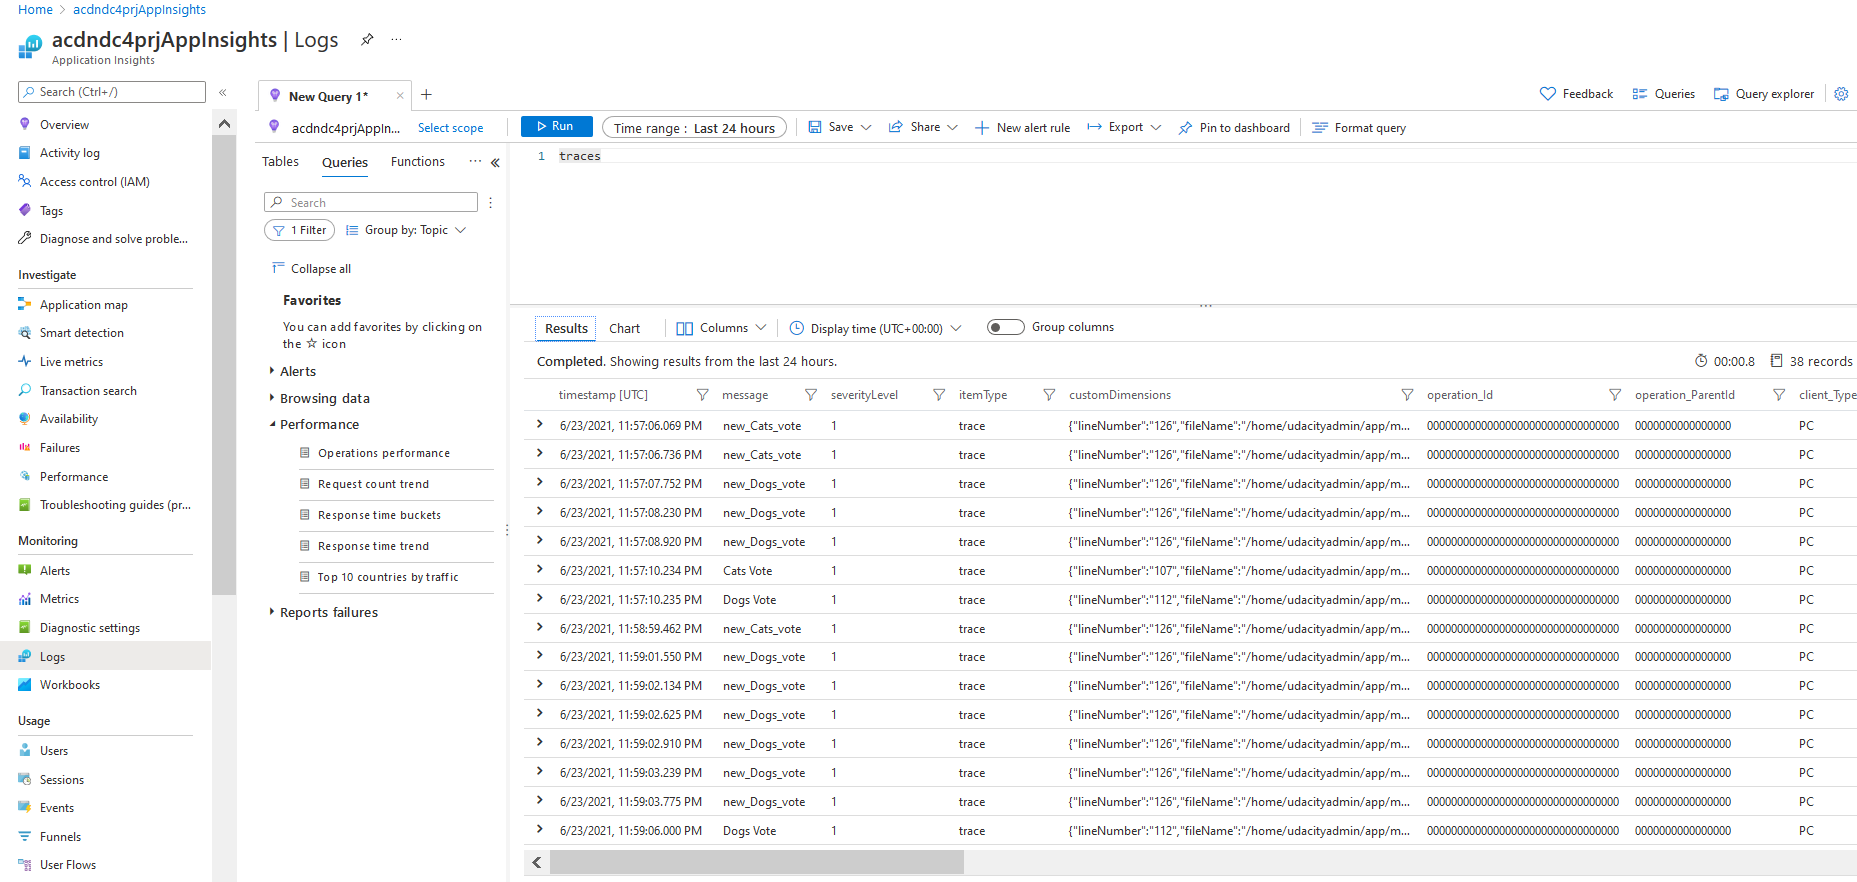 Home > acdndc4prjAppInsights
acdndc4prjAppInsights | Logs
Application Insights
Search (Ctrl+/)
Overview
Activity log
Access control (IAM)
Tags
Diagnose and solve proble...
Investigate
Application map
Smart detection
Live metrics
Transaction search
Availability
Failures
Performance
Troubleshooting guides (pr...
Monitoring
Alerts
Metrics
Diagnostic settings
Logs
Workbooks
Usage
Users
Sessions
Events
Funnels
User Flows
New Query 1*
Feedback Queries Query explorer
acdndc4prjAppIn... Select scope
Run Time range : Last 24 hours Save Share New alert rule Export Pin to dashboard Format query
Tables Queries Functions
Search
1 Filter Group by: Topic
Collapse all
Favorites
You can add favorites by clicking on
the ☆ icon
Alerts
Browsing data
Performance
Operations performance
Request count trend
Response time buckets
Response time trend
Top 10 countries by traffic
Reports failures
1 traces
Results Chart Columns Display time (UTC+00:00) Group columns
Completed. Showing results from the last 24 hours. 00:00.8 38 records
timestamp [UTC] message severityLevel itemType customDimensions operation_Id operation_ParentId client_Type
6/23/2021, 11:57:06.069 PM new_Cats_vote 1 trace {"lineNumber":"126","fileName":"/home/udacityadmin/app/m... 00000000000000000000000000000000 0000000000000000 PC
6/23/2021, 11:57:06.736 PM new_Cats_vote 1 trace {"lineNumber":"126","fileName":"/home/udacityadmin/app/m... 00000000000000000000000000000000 0000000000000000 PC
6/23/2021, 11:57:07.752 PM new_Dogs_vote 1 trace {"lineNumber":"126","fileName":"/home/udacityadmin/app/m... 00000000000000000000000000000000 0000000000000000 PC
6/23/2021, 11:57:08.230 PM new_Dogs_vote 1 trace {"lineNumber":"126","fileName":"/home/udacityadmin/app/m... 00000000000000000000000000000000 0000000000000000 PC
6/23/2021, 11:57:08.920 PM new_Dogs_vote 1 trace {"lineNumber":"126","fileName":"/home/udacityadmin/app/m... 00000000000000000000000000000000 0000000000000000 PC
6/23/2021, 11:57:10.234 PM Cats Vote 1 trace {"lineNumber":"107","fileName":"/home/udacityadmin/app/m... 00000000000000000000000000000000 0000000000000000 PC
6/23/2021, 11:57:10.235 PM Dogs Vote 1 trace {"lineNumber":"112","fileName":"/home/udacityadmin/app/m... 00000000000000000000000000000000 0000000000000000 PC
6/23/2021, 11:58:59.462 PM new_Cats_vote 1 trace {"lineNumber":"126","fileName":"/home/udacityadmin/app/m... 00000000000000000000000000000000 0000000000000000 PC
6/23/2021, 11:59:01.550 PM new_Dogs_vote 1 trace {"lineNumber":"126","fileName":"/home/udacityadmin/app/m... 00000000000000000000000000000000 0000000000000000 PC
6/23/2021, 11:59:02.134 PM new_Dogs_vote 1 trace {"lineNumber":"126","fileName":"/home/udacityadmin/app/m... 00000000000000000000000000000000 0000000000000000 PC
6/23/2021, 11:59:02.625 PM new_Dogs_vote 1 trace {"lineNumber":"126","fileName":"/home/udacityadmin/app/m... 00000000000000000000000000000000 0000000000000000 PC
6/23/2021, 11:59:02.910 PM new_Dogs_vote 1 trace {"lineNumber":"126","fileName":"/home/udacityadmin/app/m... 00000000000000000000000000000000 0000000000000000 PC
6/23/2021, 11:59:03.239 PM new_Dogs_vote 1 trace {"lineNumber":"126","fileName":"/home/udacityadmin/app/m... 00000000000000000000000000000000 0000000000000000 PC
6/23/2021, 11:59:03.775 PM new_Dogs_vote 1 trace {"lineNumber":"126","fileName":"/home/udacityadmin/app/m... 00000000000000000000000000000000 0000000000000000 PC
6/23/2021, 11:59:06.000 PM Dogs Vote 1 trace {"lineNumber":"112","fileName":"/home/udacityadmin/app/m... 00000000000000000000000000000000 0000000000000000 PC